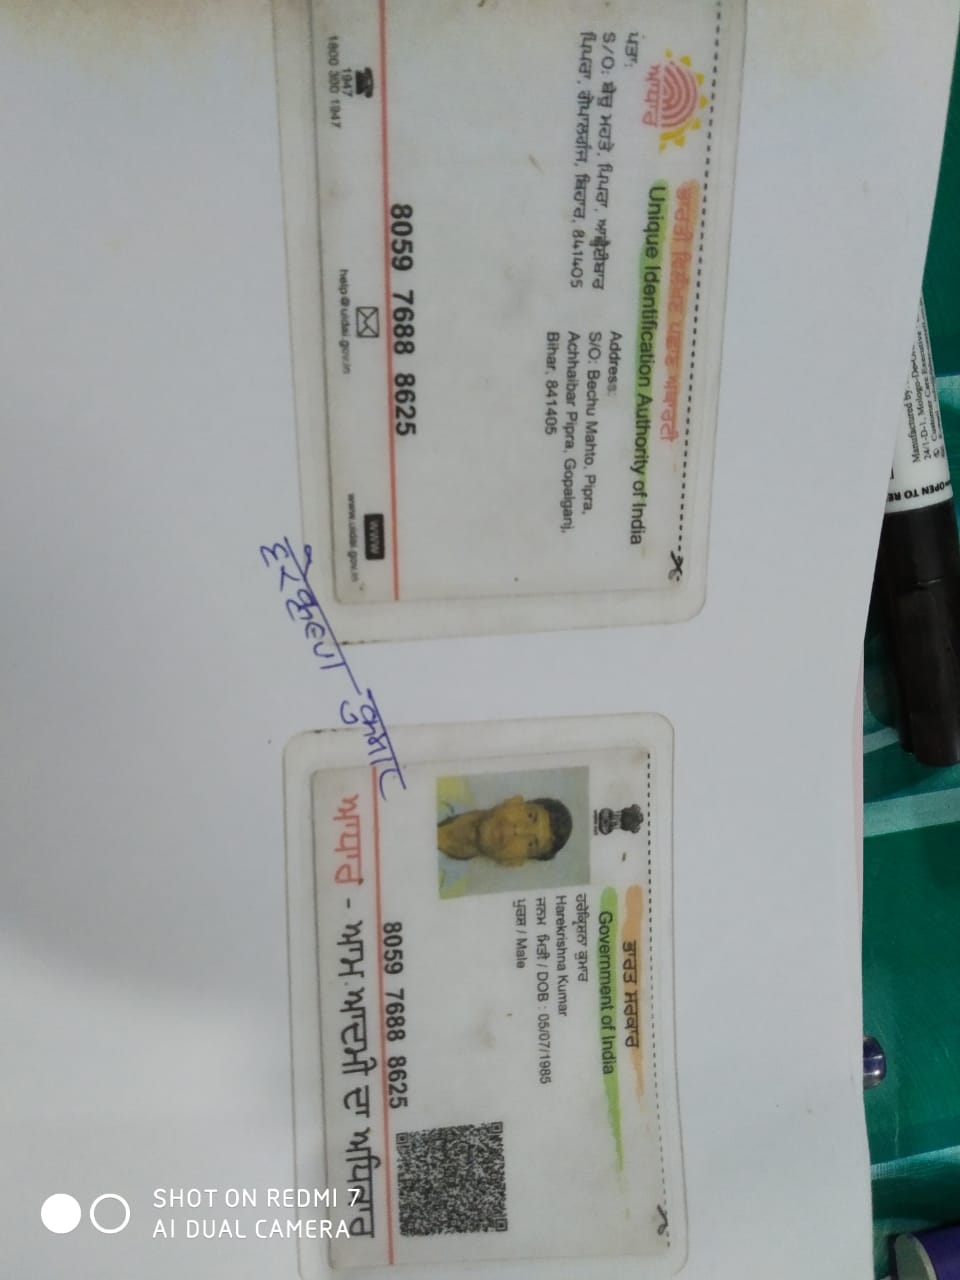 OPEN TO RE
Manufactured by
24/1-D-1, Mologo-De-Or
Customer Care Executive
ਭਾਰਤੀ ਵਿਲੱਖਣ ਪਛਾਣ ਅਥਾਰਟੀ
Unique Identification Authority of India
ਆਧਾਰ
ਪਤਾ:
S/O: ਬੇਚੂ ਮਹਤੋ, ਪਿਪਰਾ,
ਪਿਪਰਾ, ਗੋਪਾਲਗੰਜ, ਬਿਹਾਰ, 841405
Address:
S/O: Bechu Mahto, Pipra,
Achhaibar Pipra, Gopalganj,
Bihar, 841405
8059 7688 8625
1947
1800 300 1947
help@uidai.gov.in
www
www.uidai.gov.in
ਭਾਰਤ ਸਰਕਾਰ
Government of India
ਹਰੇਕ੍ਰਿਸ਼ਨਾ ਕੁਮਾਰ
Harekrishna Kumar
ਜਨਮ ਮਿਤੀ / DOB : 05/07/1985
ਪੁਰਸ਼ / Male
8059 7688 8625
ਆਧਾਰ - ਆਮ ਆਦਮੀ ਦਾ ਅਧਿਕਾਰ
हरेकृष्णा कुमार
SHOT ON REDMI 7
AI DUAL CAMERA